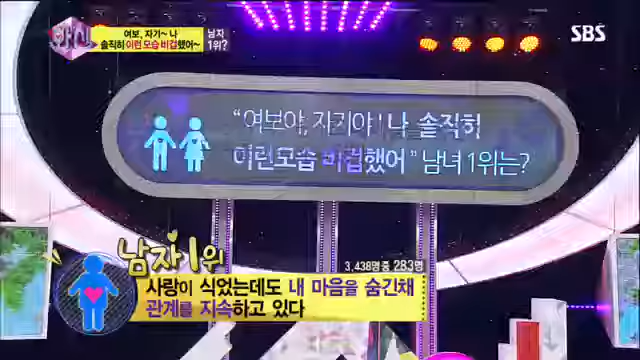 화신
여보, 자기~ 나
솔직히 이런 모습 비겁했어~
남자
1위?
SBS
“여보야, 자기야! 나 솔직히
이런모습 비겁했어” 남녀 1위는?
남자 1위
3,438명중 283명
사랑이 식었는데도 내 마음을 숨긴채
관계를 지속하고 있다